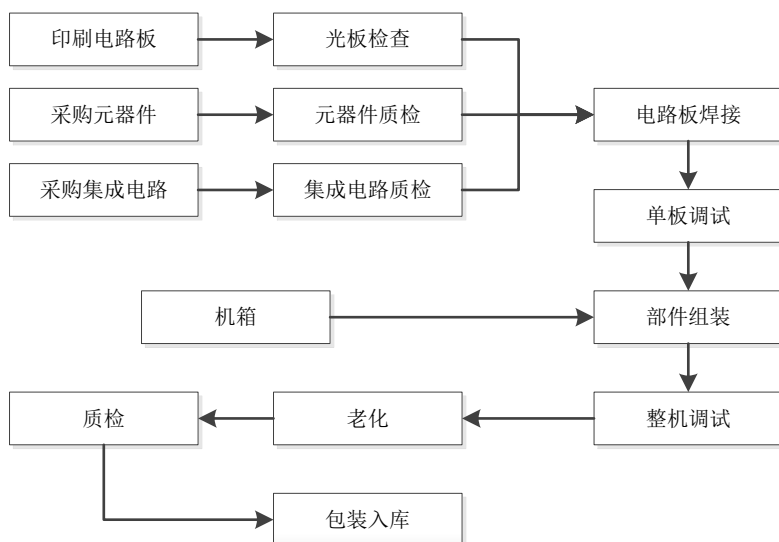 印刷电路板
光板检查
采购元器件
元器件质检
电路板焊接
采购集成电路
集成电路质检
单板调试
机箱
部件组装
质检
老化
整机调试
包装入库